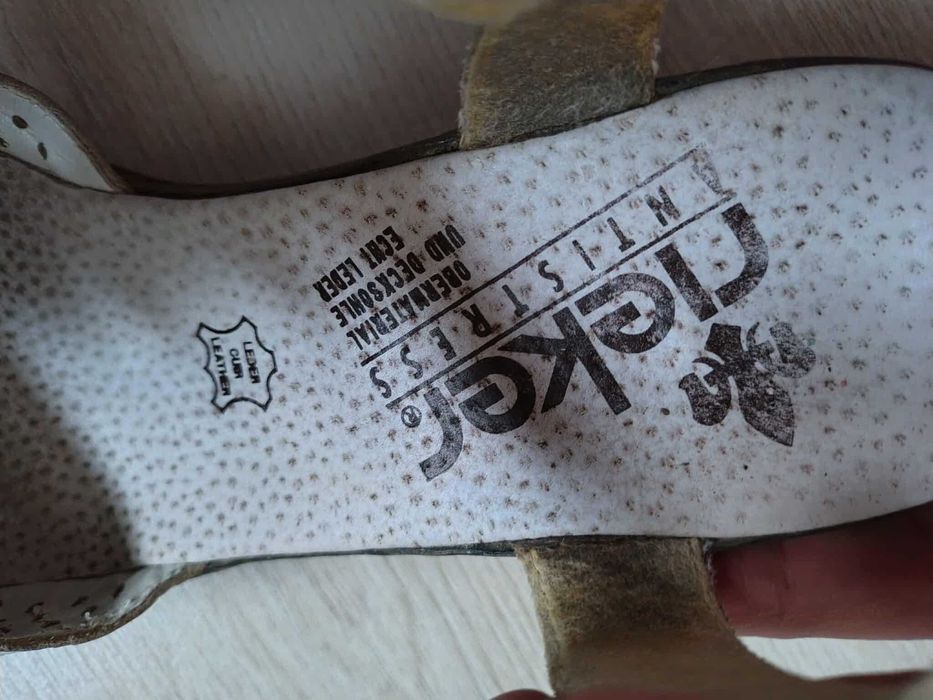 rieker®
ANTISTRESS
OBERMATERIAL
UND DECKSOHLE
ECHT LEDER
LEDER
CUIR
LEATHER